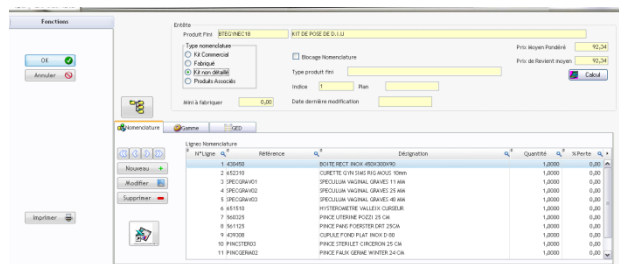 Fonctions
Entête
Produit Fini BTEGYNEC18 KIT DE POSE DE D.I.U
Type nomenclature
Kit Commercial
Fabriqué
Kit non détaillé
Produits Associés
Blocage Nomenclature
Type produit fini
Indice 1 Plan
Mini à fabriquer 0,00 Date dernière modification
Prix Moyen Pondéré 92,34
Prix de Revient moyen 92,34
Calcul
OK
Annuler
Nomenclature Gamme GED
Lignes Nomenclature
N°Ligne Référence Désignation Quantité %Perte
1 430450 BOITE RECT INOX 450X300X90 1,0000 0,00
2 652310 CURETTE GYN SIMS RIG MOUS 10mm 1,0000 0,00
3 SPECGRAV01 SPECULUM VAGINAL GRAVES 11 MM 1,0000 0,00
4 SPECGRAV02 SPECULUM VAGINAL GRAVES 25 MM 1,0000 0,00
5 SPECGRAV03 SPECULUM VAGINAL GRAVES 40 MM 1,0000 0,00
6 651510 HYSTEROMETRE VALLEIX CURSEUR 1,0000 0,00
7 560325 PINCE UTERINE POZZI 25 CM 1,0000 0,00
8 561125 PINCE PANS FOERSTER DRT 25CM 1,0000 0,00
9 439308 CUPULE FOND PLAT INOX D 80 1,0000 0,00
10 PINCSTER03 PINCE STERILET CIRCERON 25 CM 1,0000 0,00
11 PINCGERM02 PINCE FAUX GERME WINTER 24 CM 1,0000 0,00
Nouveau
Modifier
Supprimer
Imprimer